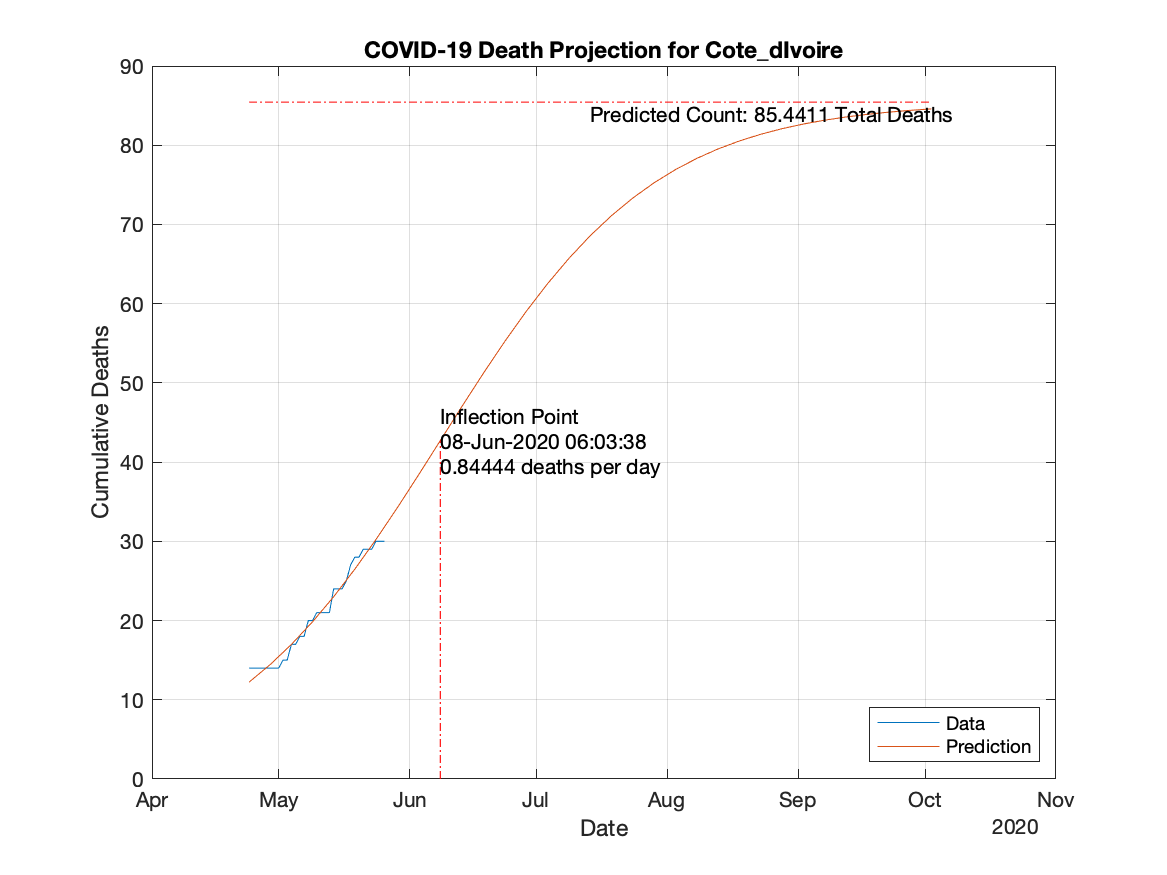 COVID-19 Death Projection for Cote_dIvoire
90
80
70
60
50
40
30
20
10
0
Cumulative Deaths
Predicted Count: 85.4411 Total Deaths
Inflection Point
08-Jun-2020 06:03:38
0.84444 deaths per day
Data
Prediction
Apr May Jun Jul Aug Sep Oct Nov
Date
2020